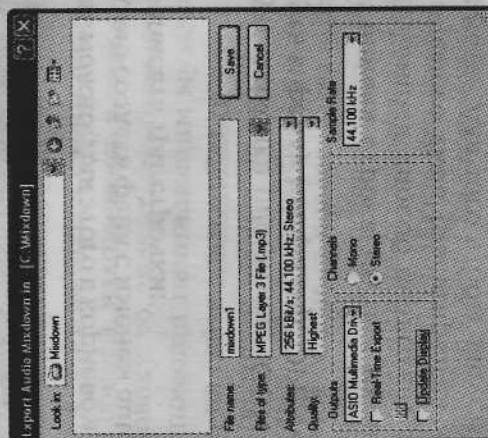 Export Audio Mixdown in - [C:\Mixdown]
Look in: Mixdown
File name: mixdown1 Save
Files of type: MPEG Layer 3 File (.mp3) Cancel
Attributes: 256 kBit/s; 44.100 kHz; Stereo
Quality: Highest
Outputs Channels Sample Rate
ASIO Multimedia Driv Mono 44.100 kHz
Real-Time Export Stereo
Update Display